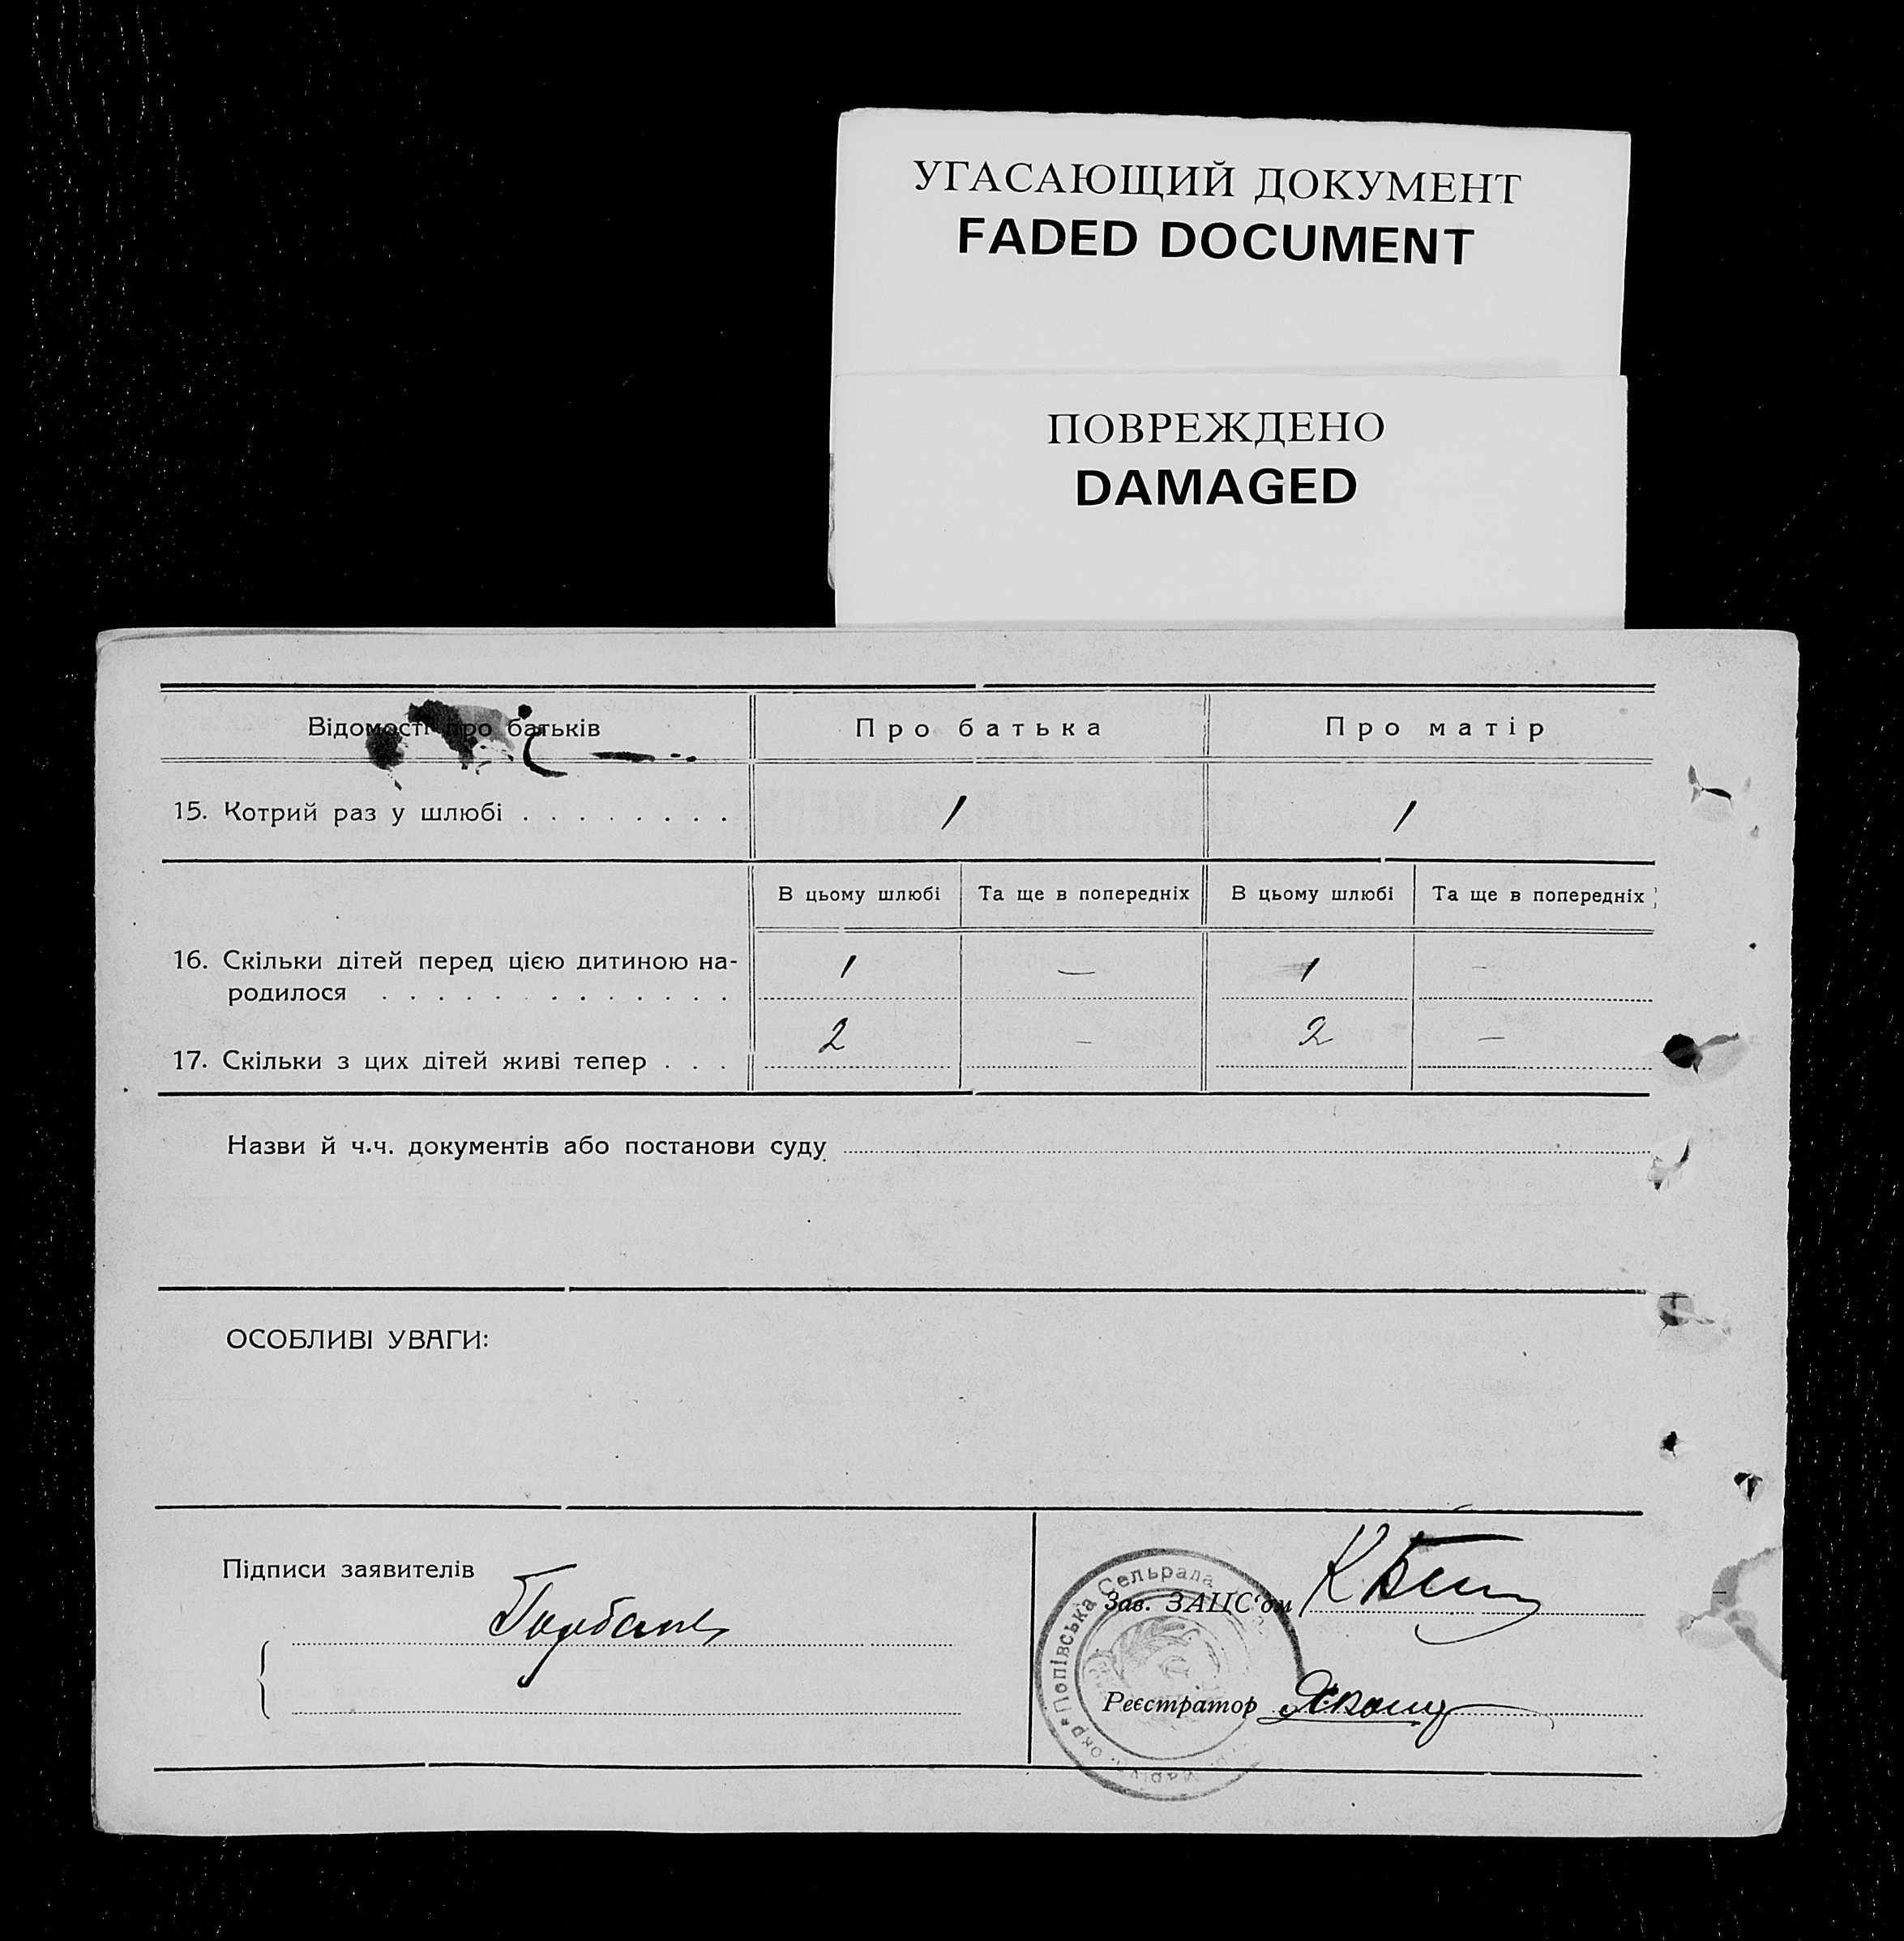 УГАСАЮЩИЙ ДОКУМЕНТ
FADED DOCUMENT
ПОВРЕЖДЕНО
DAMAGED
Відомості про батьків
Про батька
Про матір
15. Котрий раз у шлюбі . . . . . . . .
1
1
В цьому шлюбі
Та ще в попередніх
В цьому шлюбі
Та ще в попередніх
16. Скільки дітей перед цією дитиною на-
родилося . . . . . . . . . . . . .
1
—
1
-
17. Скільки з цих дітей живі тепер . . .
2
-
2
—
Назви й ч.ч. документів або постанови суду
ОСОБЛИВІ УВАГИ:
Підписи заявителів
Зав. ЗАЦС'ом
Реєстратор
Попівська Сельрада
окр